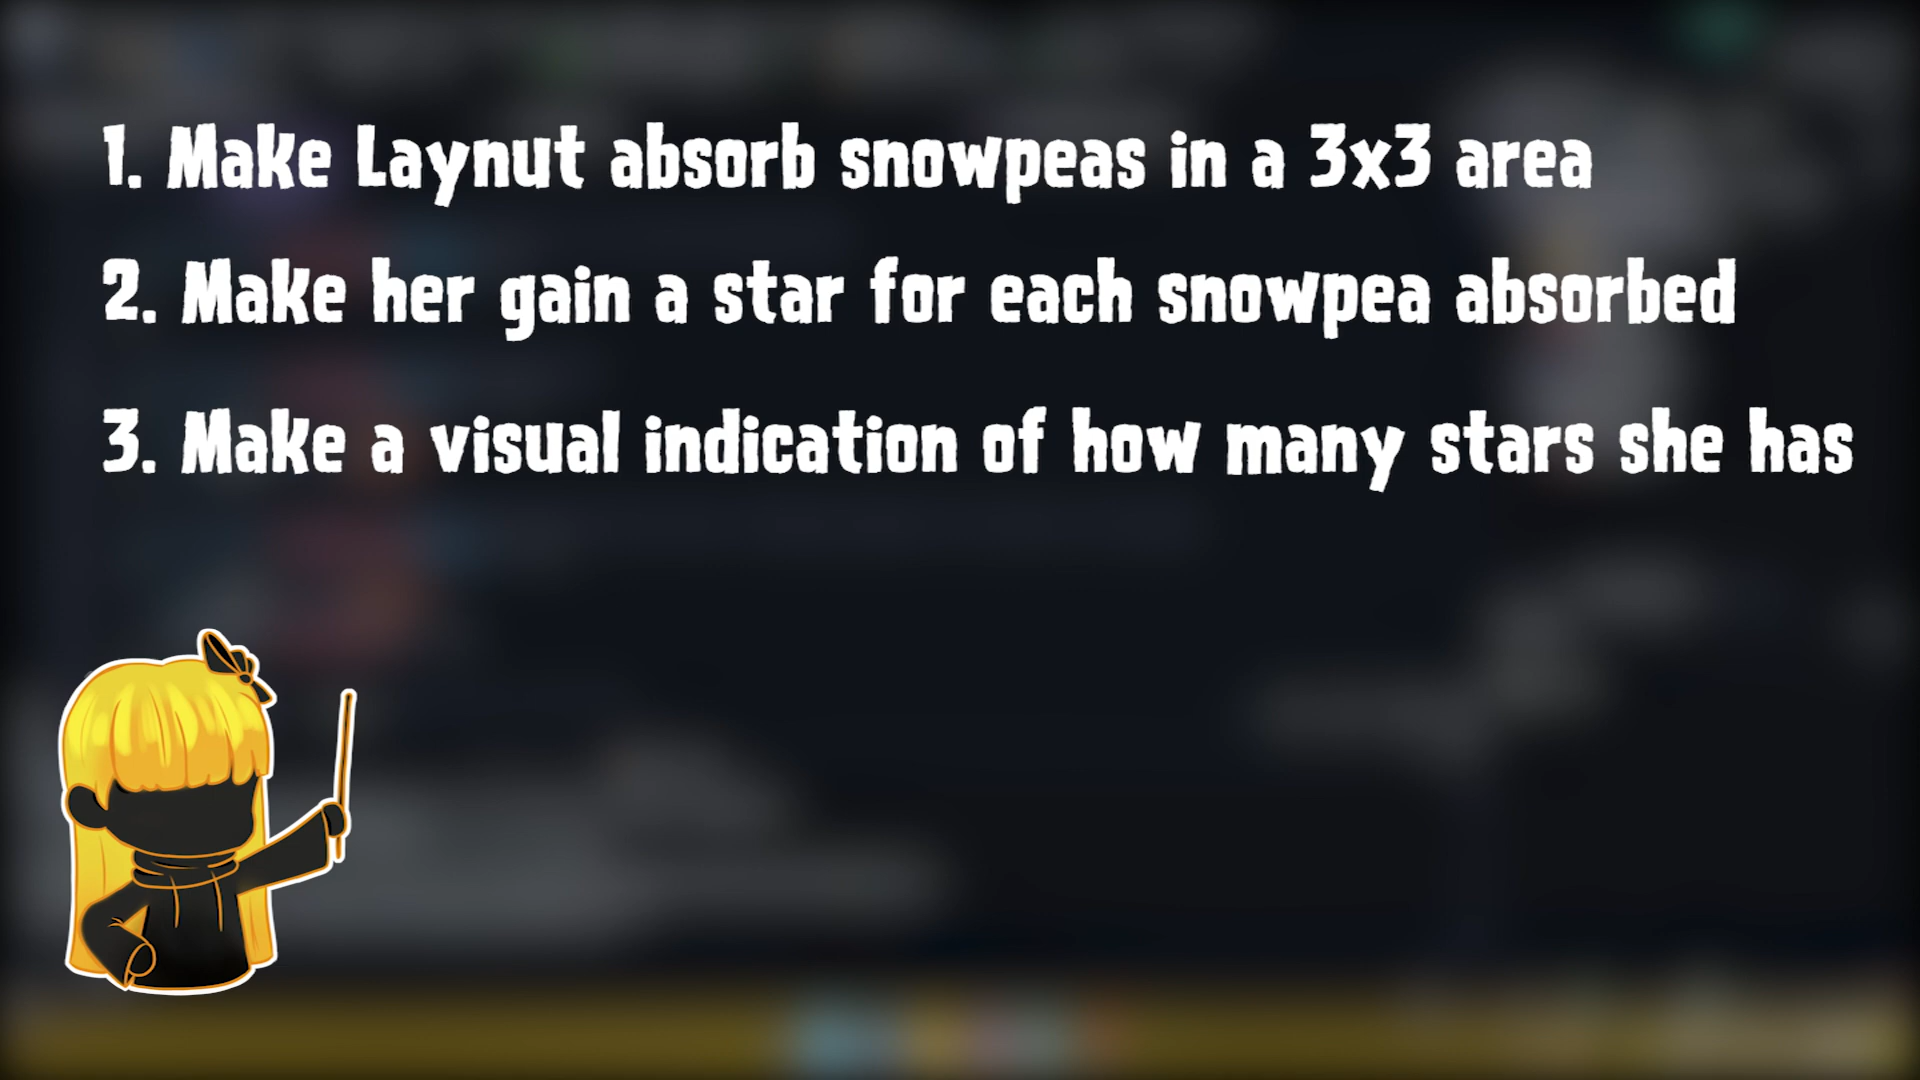 1. Make Laynut absorb snowpeas in a 3x3 area
2. Make her gain a star for each snowpea absorbed
3. Make a visual indication of how many stars she has